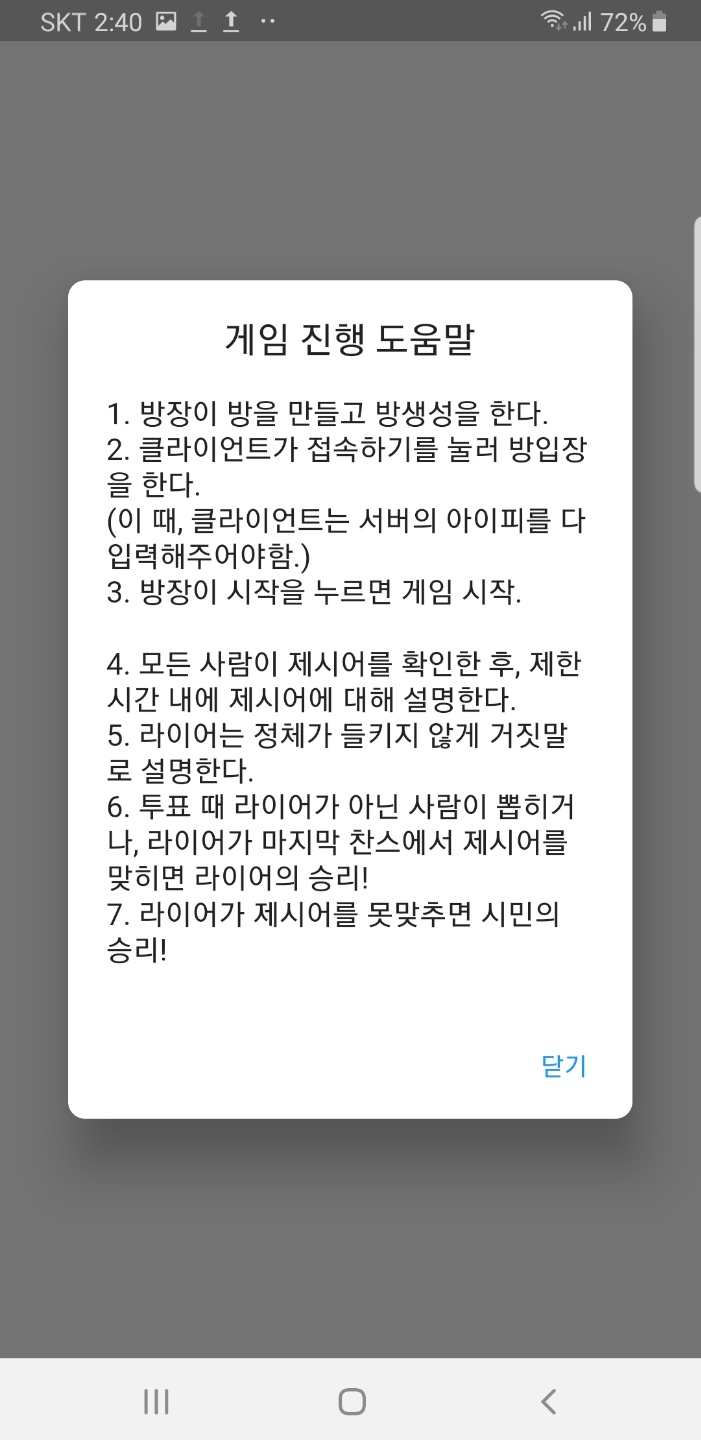 SKT 2:40
72%
게임 진행 도움말
1. 방장이 방을 만들고 방생성을 한다.
2. 클라이언트가 접속하기를 눌러 방입장
을 한다.
(이 때, 클라이언트는 서버의 아이피를 다
입력해주어야함.)
3. 방장이 시작을 누르면 게임 시작.
4. 모든 사람이 제시어를 확인한 후, 제한
시간 내에 제시어에 대해 설명한다.
5. 라이어는 정체가 들키지 않게 거짓말
로 설명한다.
6. 투표 때 라이어가 아닌 사람이 뽑히거
나, 라이어가 마지막 찬스에서 제시어를
맞히면 라이어의 승리!
7. 라이어가 제시어를 못맞추면 시민의
승리!
닫기